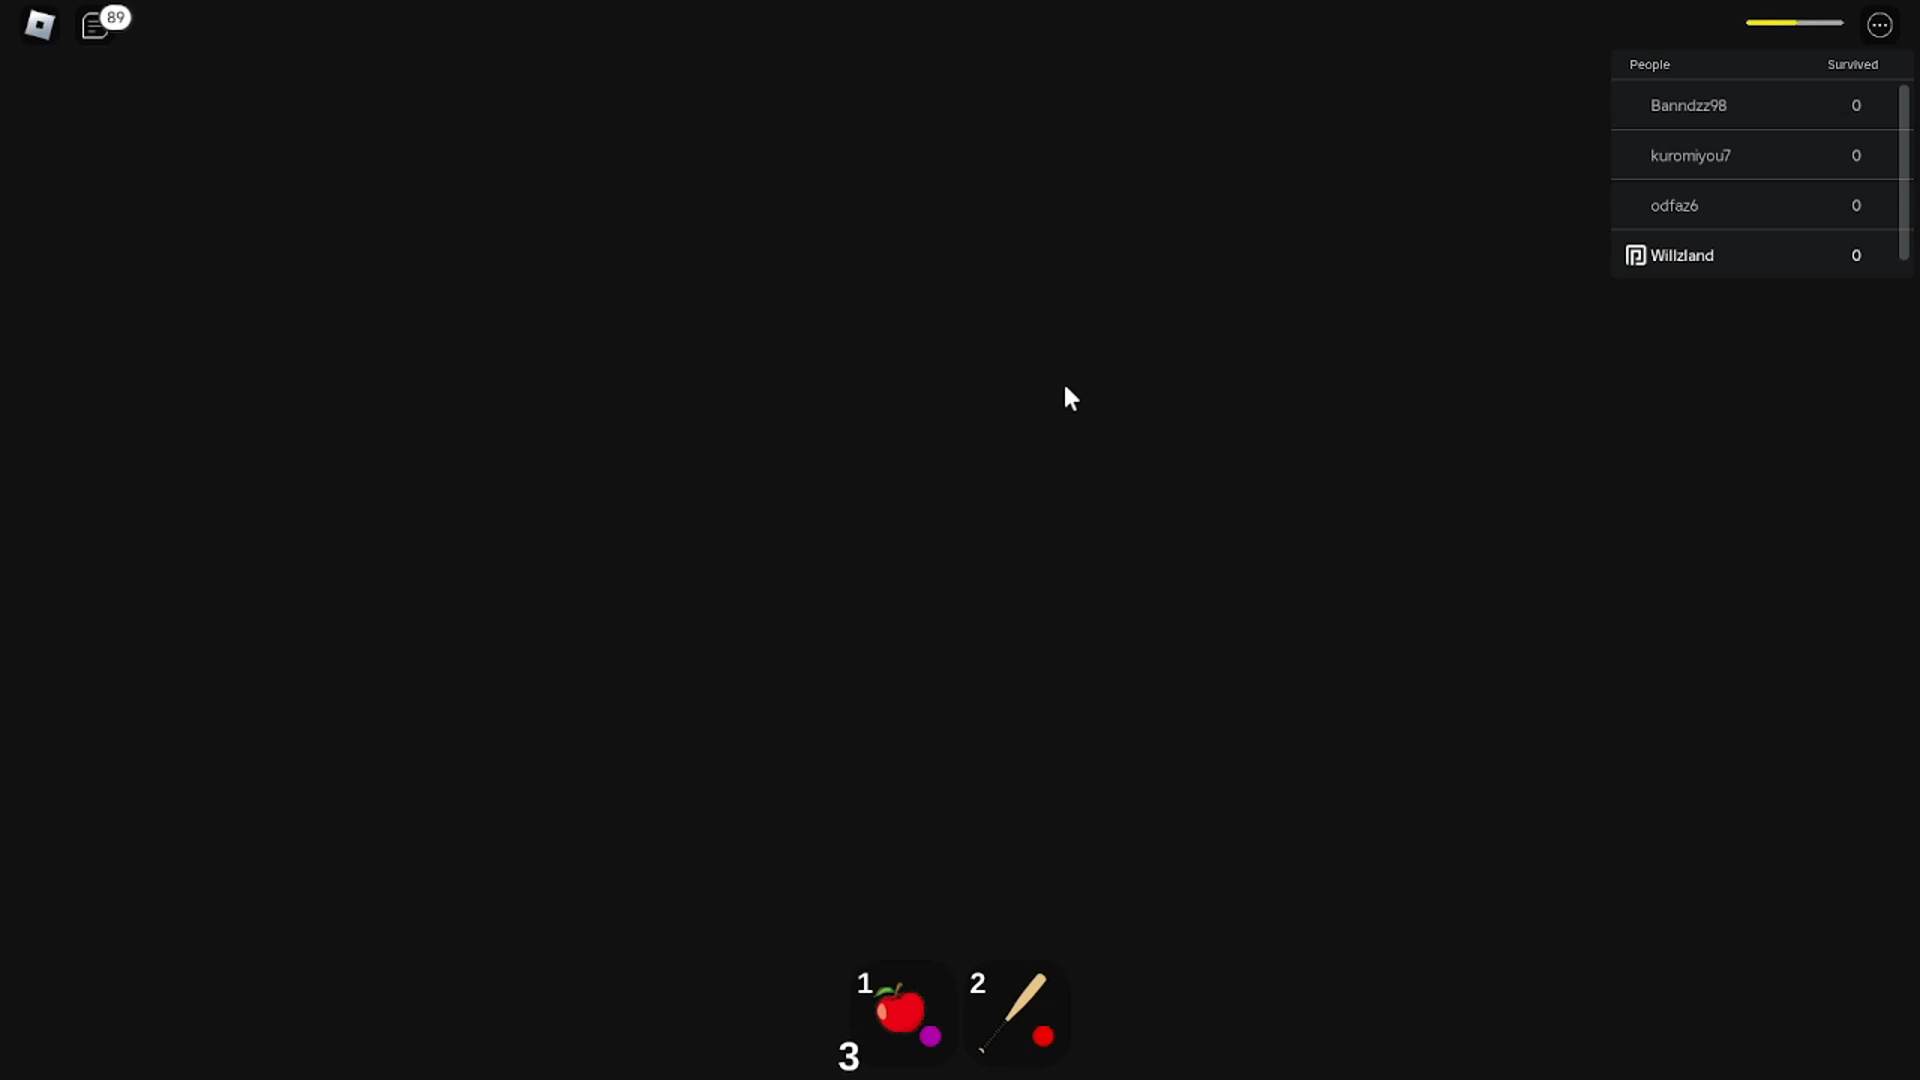 89
People Survived
Banndzz98 0
kuromiyou7 0
odfaz6 0
Willzland 0
1 2
3